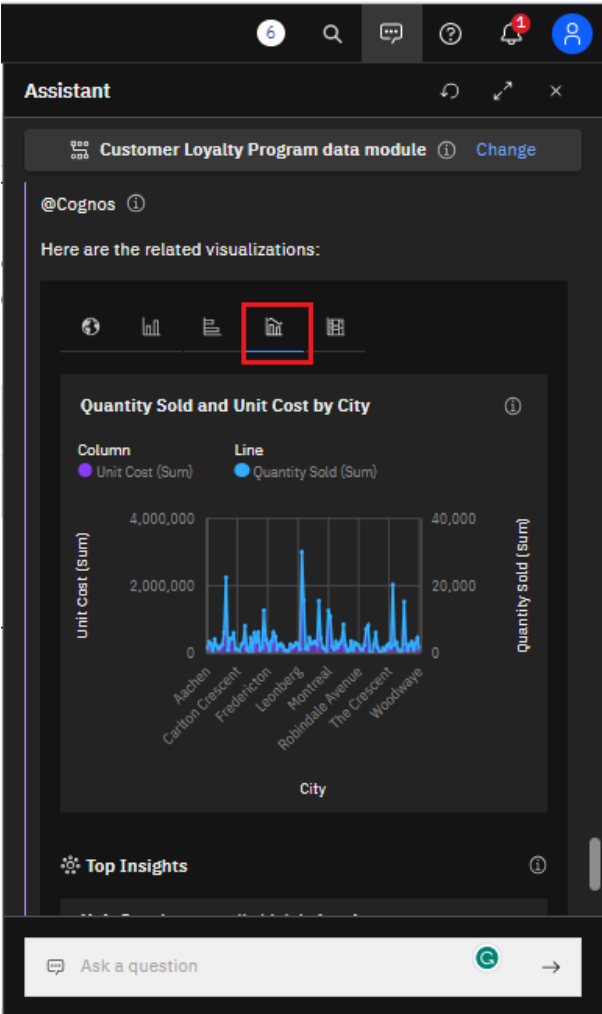 6
1
Assistant
Customer Loyalty Program data module
Change
@Cognos
Here are the related visualizations:
Quantity Sold and Unit Cost by City
Column
Line
Unit Cost (Sum)
Quantity Sold (Sum)
4,000,000
40,000
2,000,000
20,000
0
0
Unit Cost (Sum)
Quantity Sold (Sum)
Aachen
Carlton Crescent
Fredericton
Leonberg
Montreal
Robindale Avenue
The Crescent
Woodwaye
City
Top Insights
Ask a question